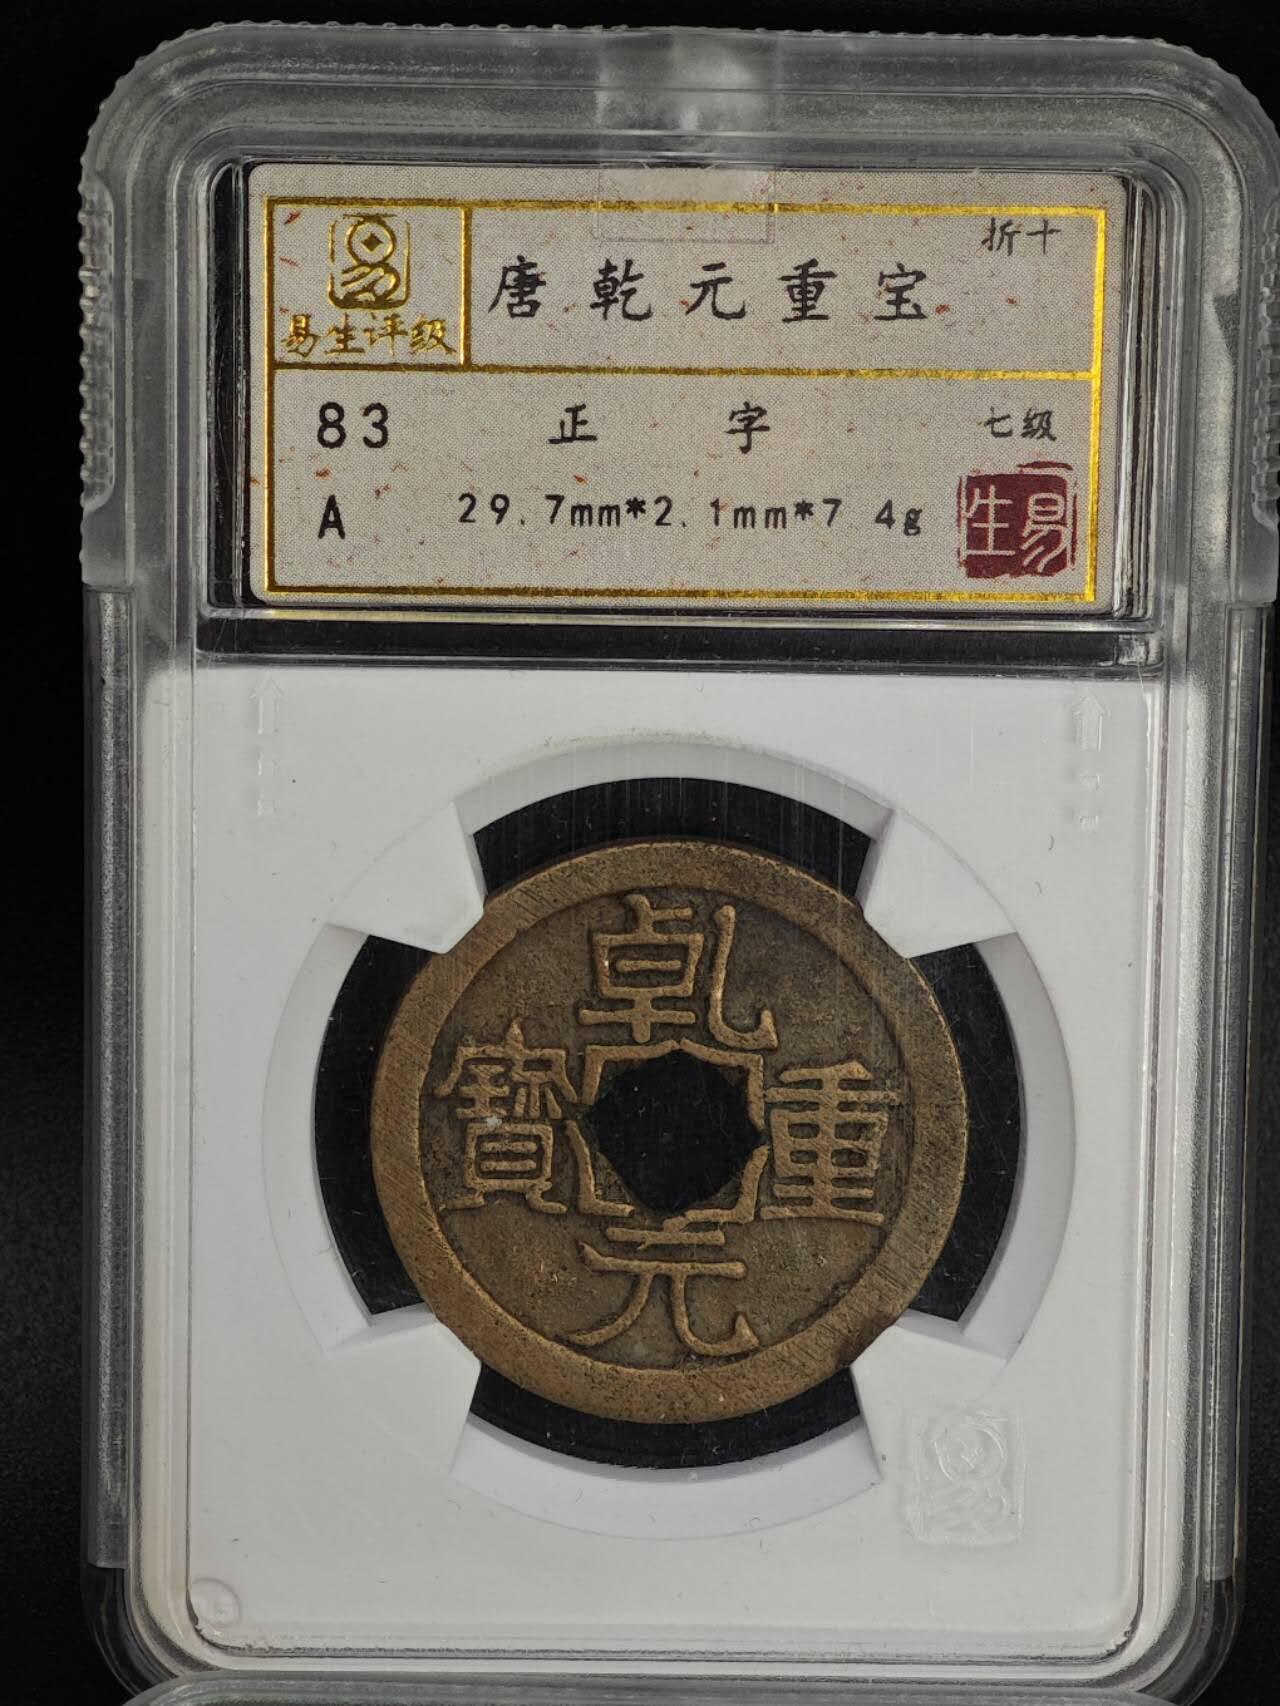 折十
唐乾元重宝
易生评级
83 正字 七级
A 29.7mm*2.1mm*7 4g
易生
乾
寶 重
元